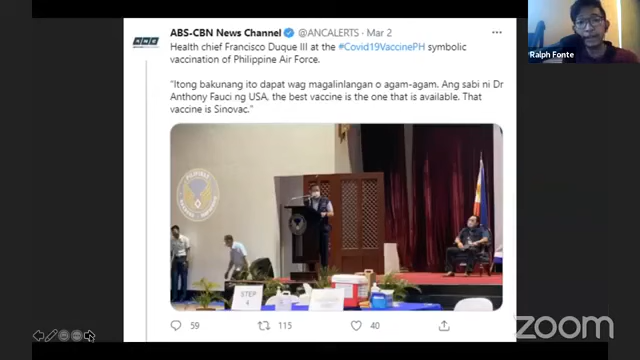 ABS-CBN News Channel @ANCALERTS · Mar 2
Health chief Francisco Duque III at the #Covid19VaccinePH symbolic
vaccination of Philippine Air Force.
"Itong bakunang ito dapat wag magalinlangan o agam-agam. Ang sabi ni Dr
Anthony Fauci ng USA, the best vaccine is the one that is available. That
vaccine is Sinovac."
STEP
4
59 115 40
Ralph Fonte
zoom